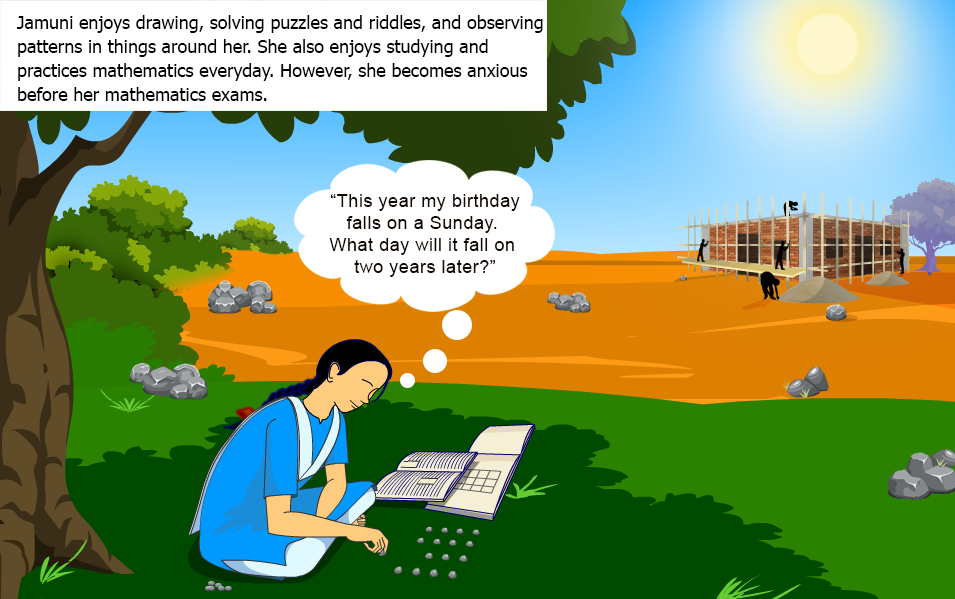 Jamuni enjoys drawing, solving puzzles and riddles, and observing
patterns in things around her. She also enjoys studying and
practices mathematics everyday. However, she becomes anxious
before her mathematics exams.
“This year my birthday
falls on a Sunday.
What day will it fall on
two years later?”